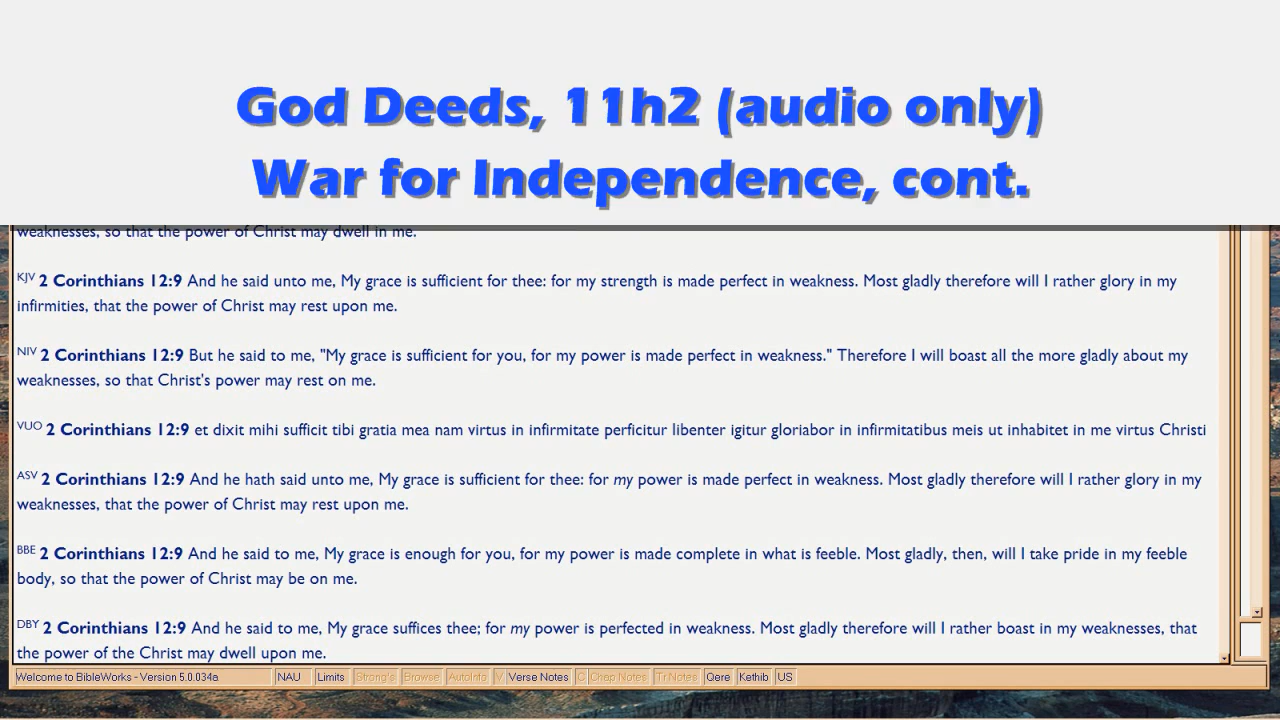 God Deeds, 11h2 (audio only)
War for Independence, cont.
weaknesses, so that the power of Christ may dwell in me.
KJV 2 Corinthians 12:9 And he said unto me, My grace is sufficient for thee: for my strength is made perfect in weakness. Most gladly therefore will I rather glory in my
infirmities, that the power of Christ may rest upon me.
NIV 2 Corinthians 12:9 But he said to me, "My grace is sufficient for you, for my power is made perfect in weakness." Therefore I will boast all the more gladly about my
weaknesses, so that Christ's power may rest on me.
VUO 2 Corinthians 12:9 et dixit mihi sufficit tibi gratia mea nam virtus in infirmitate perficitur libenter igitur gloriabor in infirmitatibus meis ut inhabitet in me virtus Christi
ASV 2 Corinthians 12:9 And he hath said unto me, My grace is sufficient for thee: for my power is made perfect in weakness. Most gladly therefore will I rather glory in my
weaknesses, that the power of Christ may rest upon me.
BBE 2 Corinthians 12:9 And he said to me, My grace is enough for you, for my power is made complete in what is feeble. Most gladly, then, will I take pride in my feeble
body, so that the power of Christ may be on me.
DBY 2 Corinthians 12:9 And he said to me, My grace suffices thee; for my power is perfected in weakness. Most gladly therefore will I rather boast in my weaknesses, that
the power of the Christ may dwell upon me.
Welcome to BibleWorks - Version 5.0.034a NAU Limits Strong's Browse AutoInfo V Verse Notes C Chap Notes TrNotes Qere Kethib US